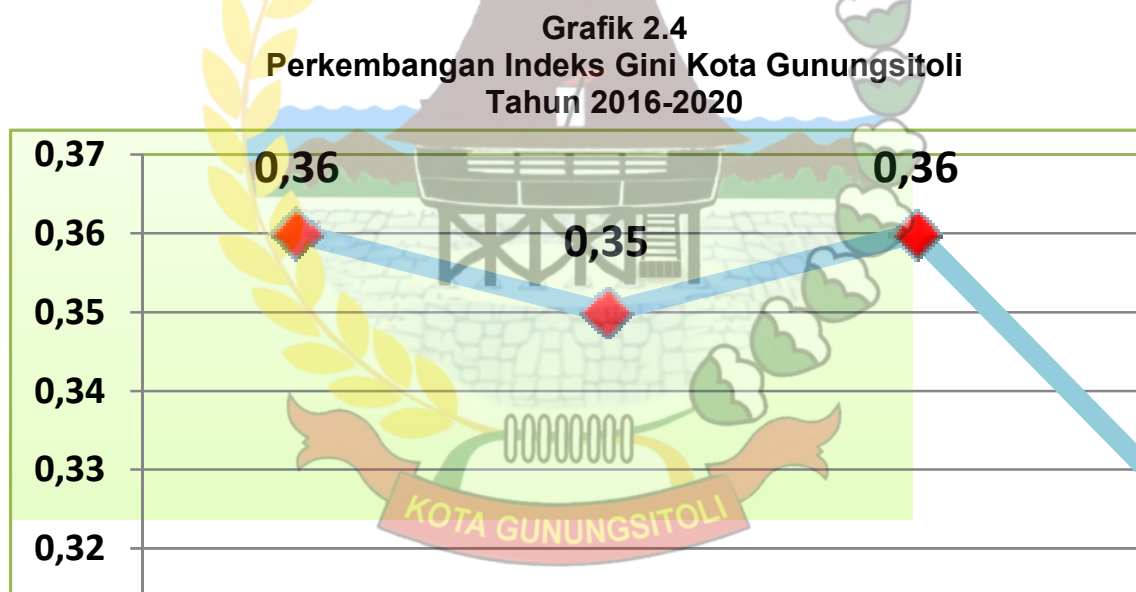 Grafik 2.4
Perkembangan Indeks Gini Kota Gunungsitoli
Tahun 2016-2020
0,37
0,36
0,35
0,34
0,33
0,32
0,36
0,35
0,36
KOTA GUNUNGSITOLI